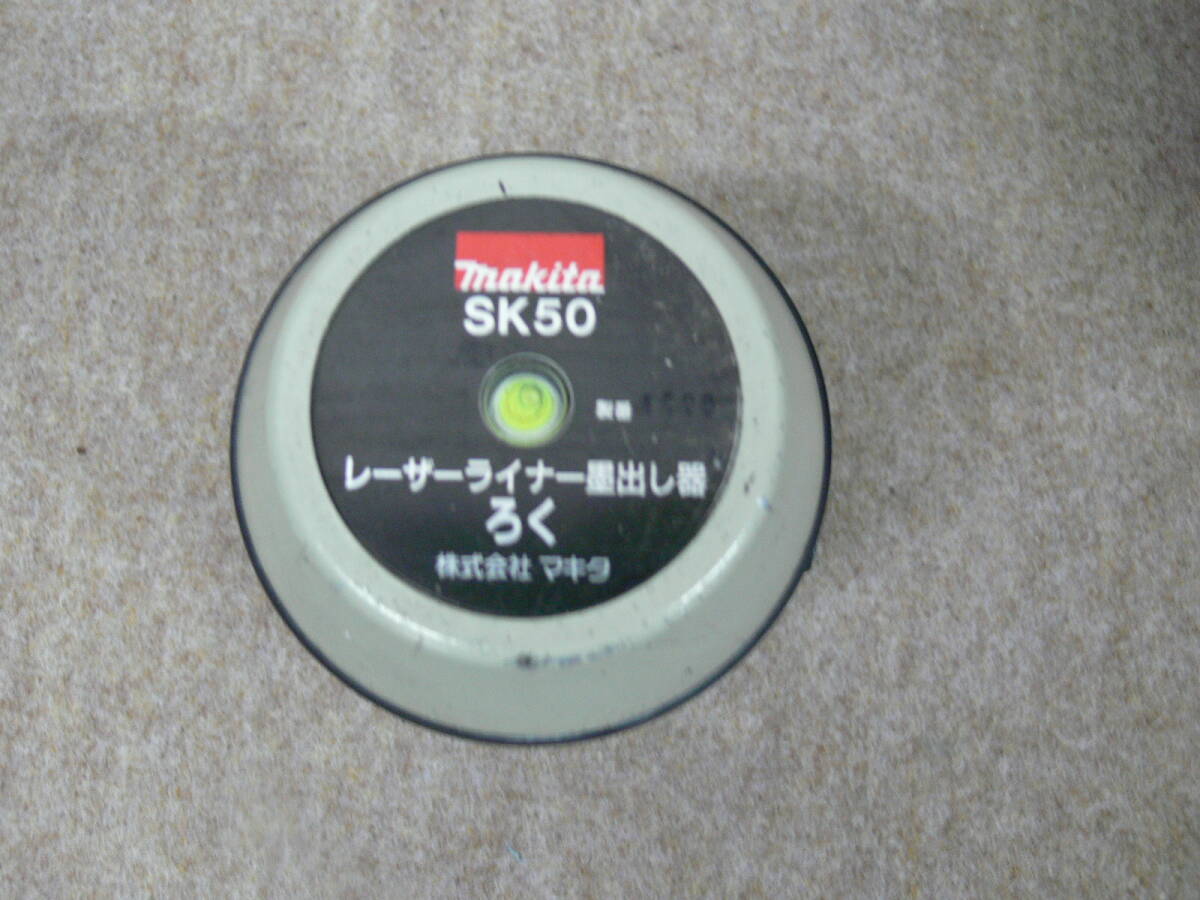 makita
SK50
製番
レーザーライナー墨出し器
ろく
株式会社 マキタ